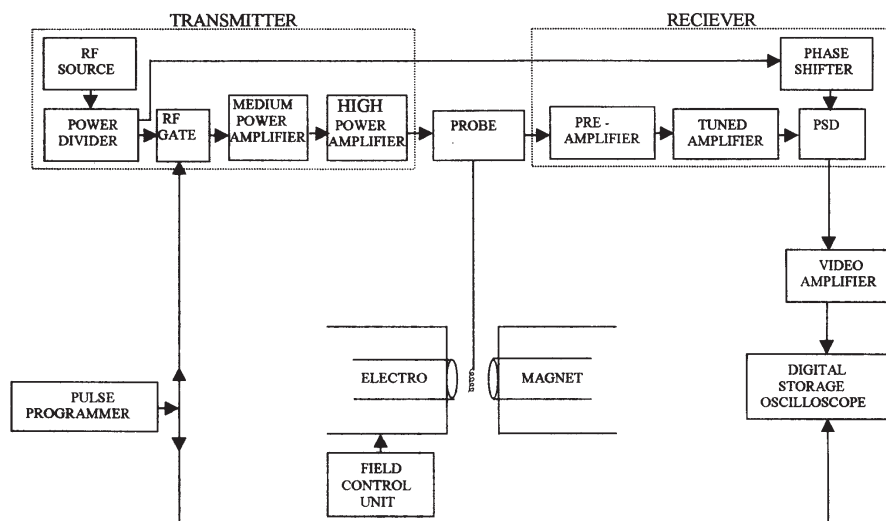 TRANSMITTER
RECIEVER
RF
SOURCE
PHASE
SHIFTER
POWER
DIVIDER
RF
GATE
MEDIUM
POWER
AMPLIFIER
HIGH
POWER
AMPLIFIER
PROBE
PRE -
AMPLIFIER
TUNED
AMPLIFIER
PSD
VIDEO
AMPLIFIER
ELECTRO
MAGNET
DIGITAL
STORAGE
OSCILLOSCOPE
PULSE
PROGRAMMER
FIELD
CONTROL
UNIT